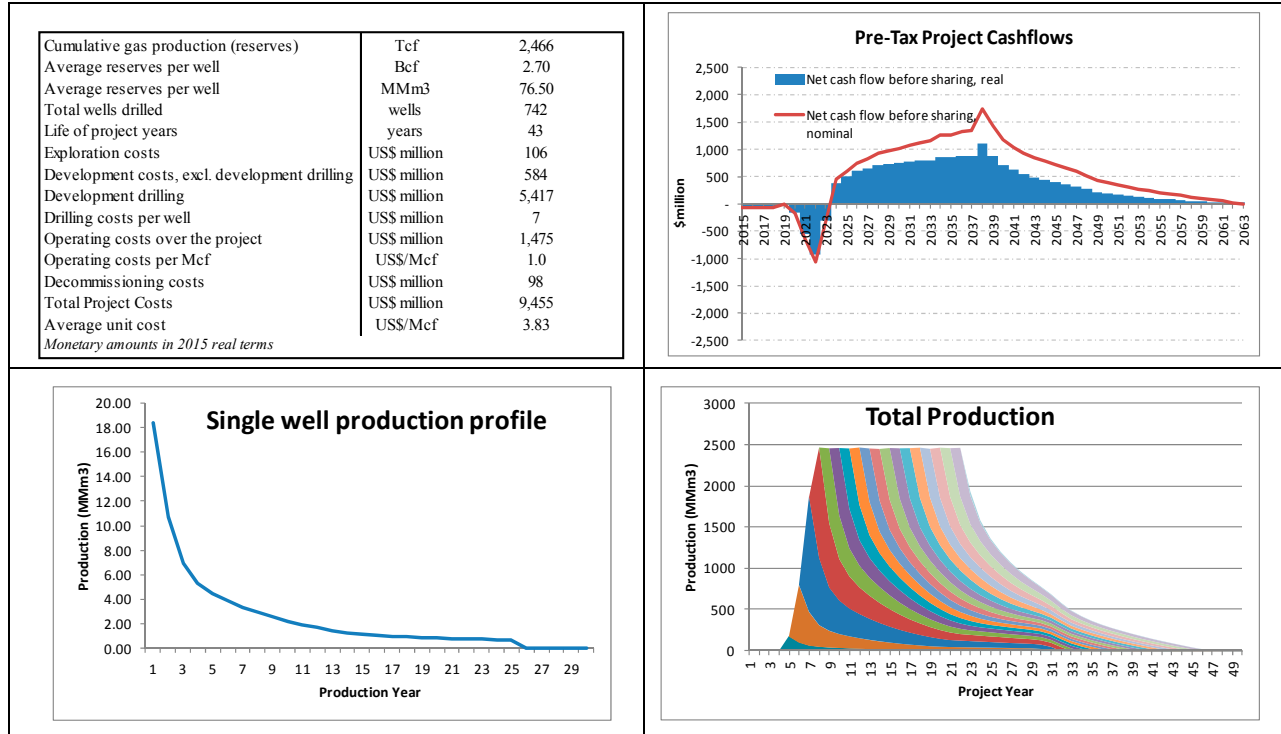 Cumulative gas production (reserves) Tcf 2,466
Average reserves per well Bcf 2.70
Average reserves per well MMm3 76.50
Total wells drilled wells 742
Life of project years years 43
Exploration costs US$ million 106
Development costs, excl. development drilling US$ million 584
Development drilling US$ million 5,417
Drilling costs per well US$ million 7
Operating costs over the project US$ million 1,475
Operating costs per Mcf US$/Mcf 1.0
Decommissioning costs US$ million 98
Total Project Costs US$ million 9,455
Average unit cost US$/Mcf 3.83
Monetary amounts in 2015 real terms
Pre-Tax Project Cashflows
Net cash flow before sharing, real
Net cash flow before sharing,
nominal
$million
2,500
2,000
1,500
1,000
500
-
-500
-1,000
-1,500
-2,000
-2,500
2015 2017 2019 2021 2023 2025 2027 2029 2031 2033 2035 2037 2039 2041 2043 2045 2047 2049 2051 2053 2055 2057 2059 2061 2063
Single well production profile
Production (MMm3)
20.00
18.00
16.00
14.00
12.00
10.00
8.00
6.00
4.00
2.00
0.00
1 3 5 7 9 11 13 15 17 19 21 23 25 27 29
Production Year
Total Production
Production (MMm3)
3000
2500
2000
1500
1000
500
0
1 3 5 7 9 11 13 15 17 19 21 23 25 27 29 31 33 35 37 39 41 43 45 47 49
Project Year